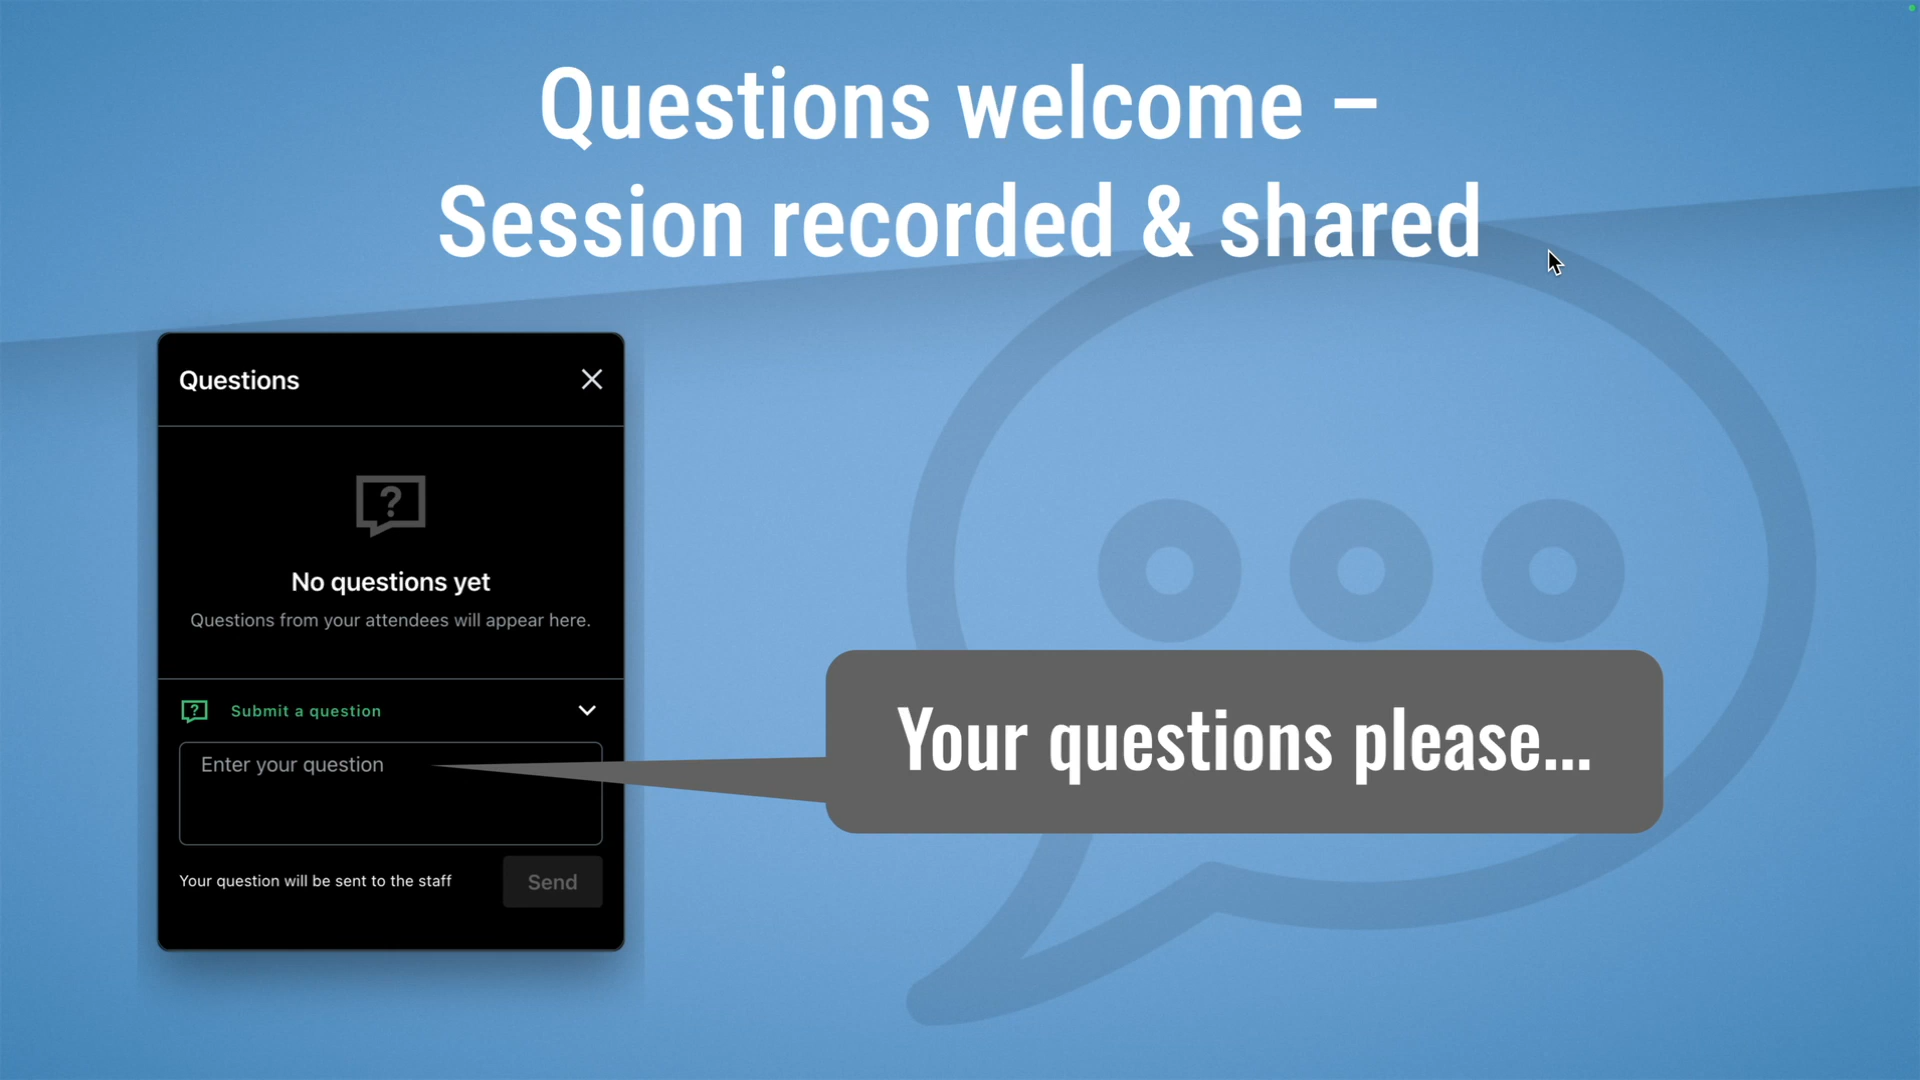 Questions welcome –
Session recorded & shared
Questions
?
No questions yet
Questions from your attendees will appear here.
? Submit a question
Enter your question
Your question will be sent to the staff
Send
Your questions please...